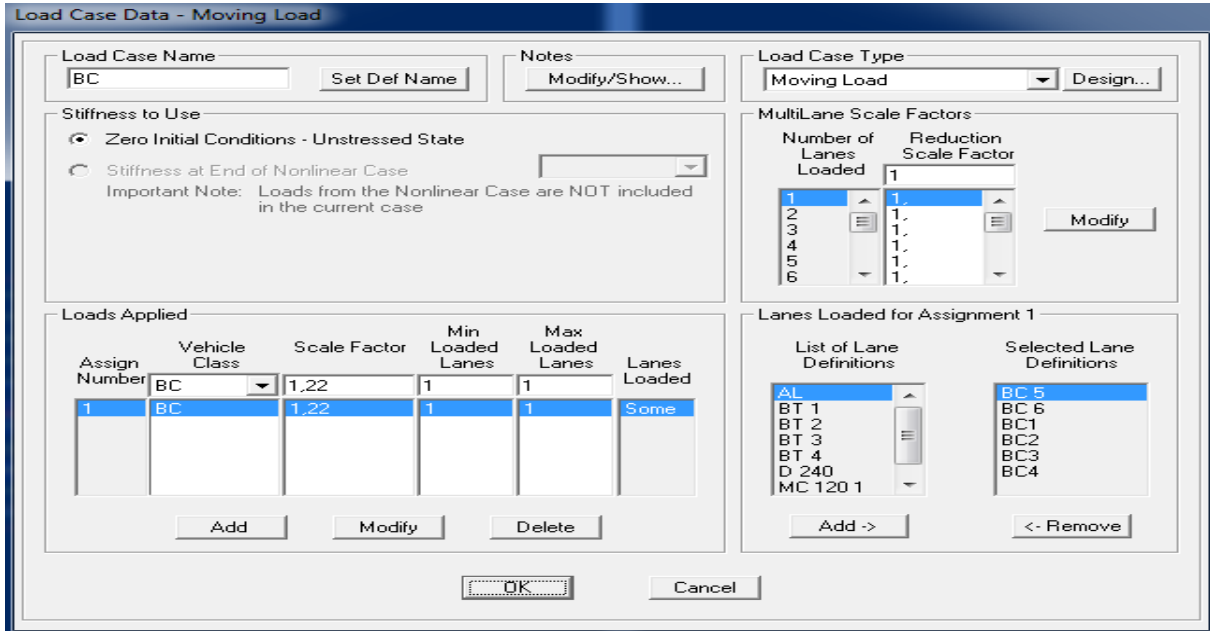 Load Case Data - Moving Load
Load Case Name
BC
Set Def Name
Notes
Modify/Show...
Load Case Type
Moving Load
Design...
Stiffness to Use
Zero Initial Conditions - Unstressed State
Stiffness at End of Nonlinear Case
Important Note: Loads from the Nonlinear Case are NOT included
in the current case
MultiLane Scale Factors
Number of
Lanes
Loaded
Reduction
Scale Factor
1
1 1,
2 1,
3 1,
4 1,
5 1,
6 1,
Modify
Loads Applied
Assign
Number
Vehicle
Class
Scale Factor
Min
Loaded
Lanes
Max
Loaded
Lanes
Lanes
Loaded
BC 1,22 1 1
1 BC 1,22 1 1 Some
Add
Modify
Delete
Lanes Loaded for Assignment 1
List of Lane
Definitions
AL
BT 1
BT 2
BT 3
BT 4
D 240
MC 120 1
Add ->
Selected Lane
Definitions
BC 5
BC 6
BC1
BC2
BC3
BC4
<- Remove
OK
Cancel